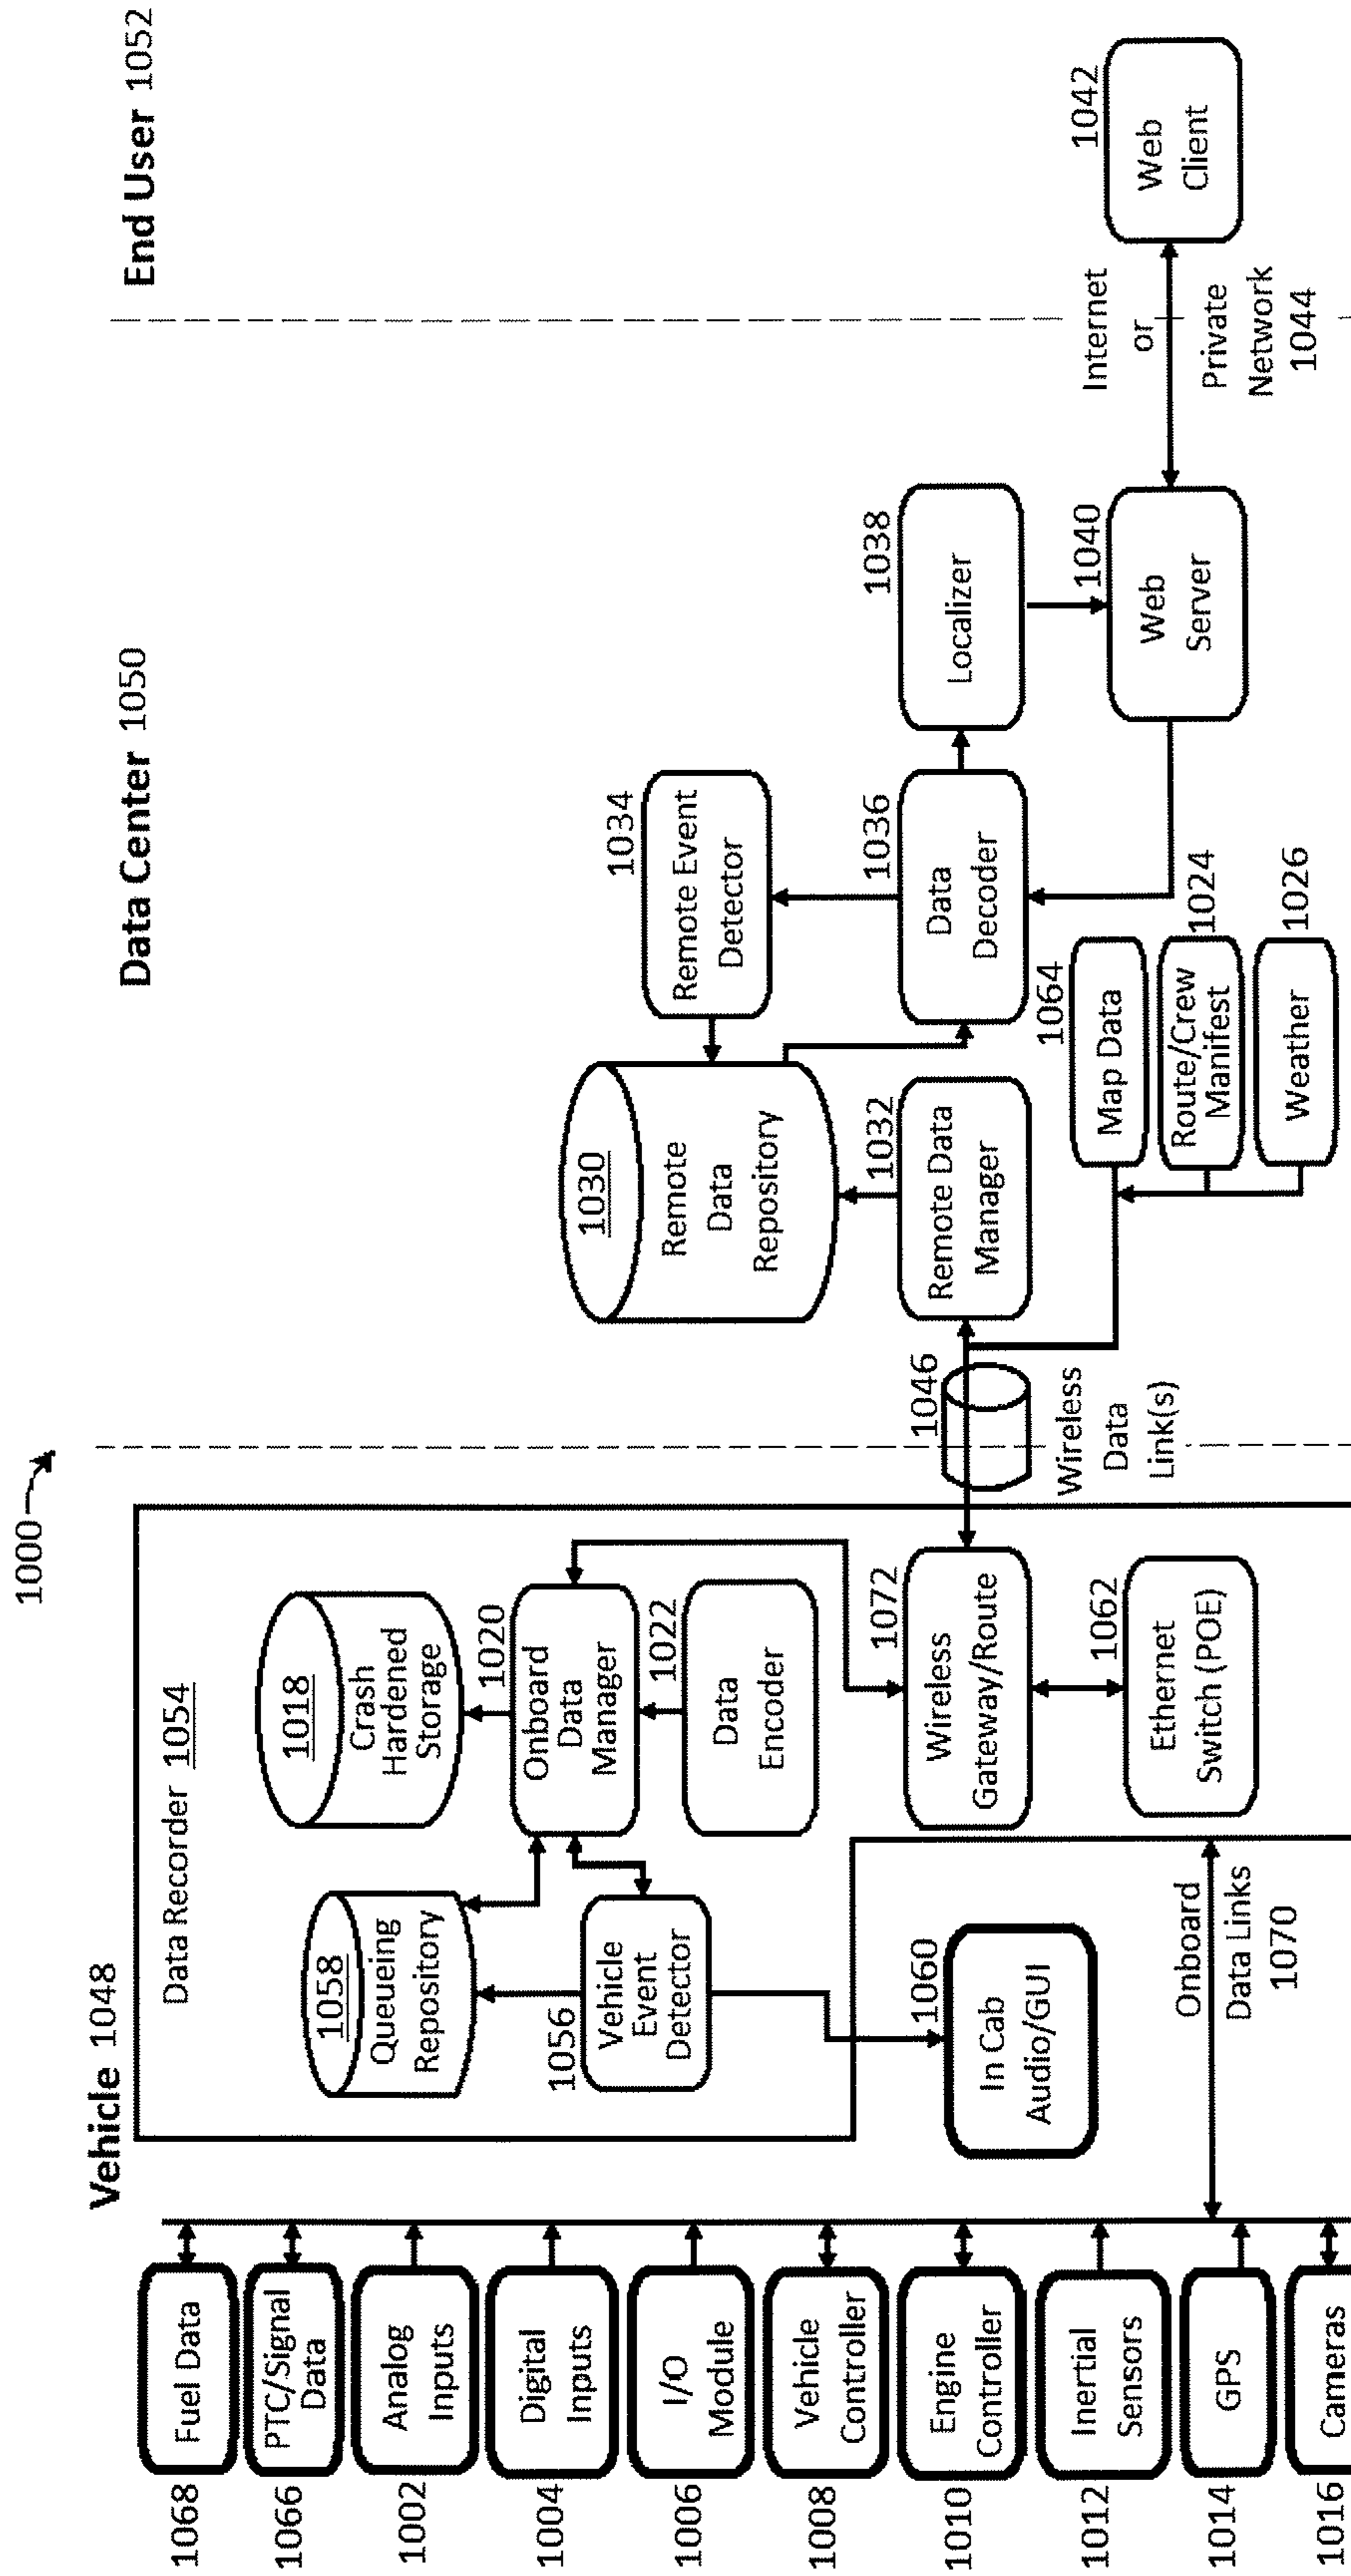 1000
Vehicle 1048
Data Center 1050
End User 1052
1068
Fuel Data
1066
PTC/Signal
Data
1002
Analog
Inputs
1004
Digital
Inputs
1006
I/O
Module
1008
Vehicle
Controller
1010
Engine
Controller
1012
Inertial
Sensors
1014
GPS
1016
Cameras
Data Recorder 1054
1058
Queueing
Repository
1018
Crash
Hardened
Storage
1056
Vehicle
Event
Detector
1020
Onboard
Data
Manager
1022
Data
Encoder
1060
In Cab
Audio/GUI
1072
Wireless
Gateway/Route
1062
Ethernet
Switch (POE)
Onboard
Data Links
1070
1046
Wireless
Data
Link(s)
1030
Remote
Data
Repository
1032
Remote Data
Manager
1034
Remote Event
Detector
1036
Data
Decoder
1038
Localizer
1064
Map Data
1024
Route/Crew
Manifest
1026
Weather
1040
Web
Server
Internet
or
Private
Network
1044
1042
Web
Client